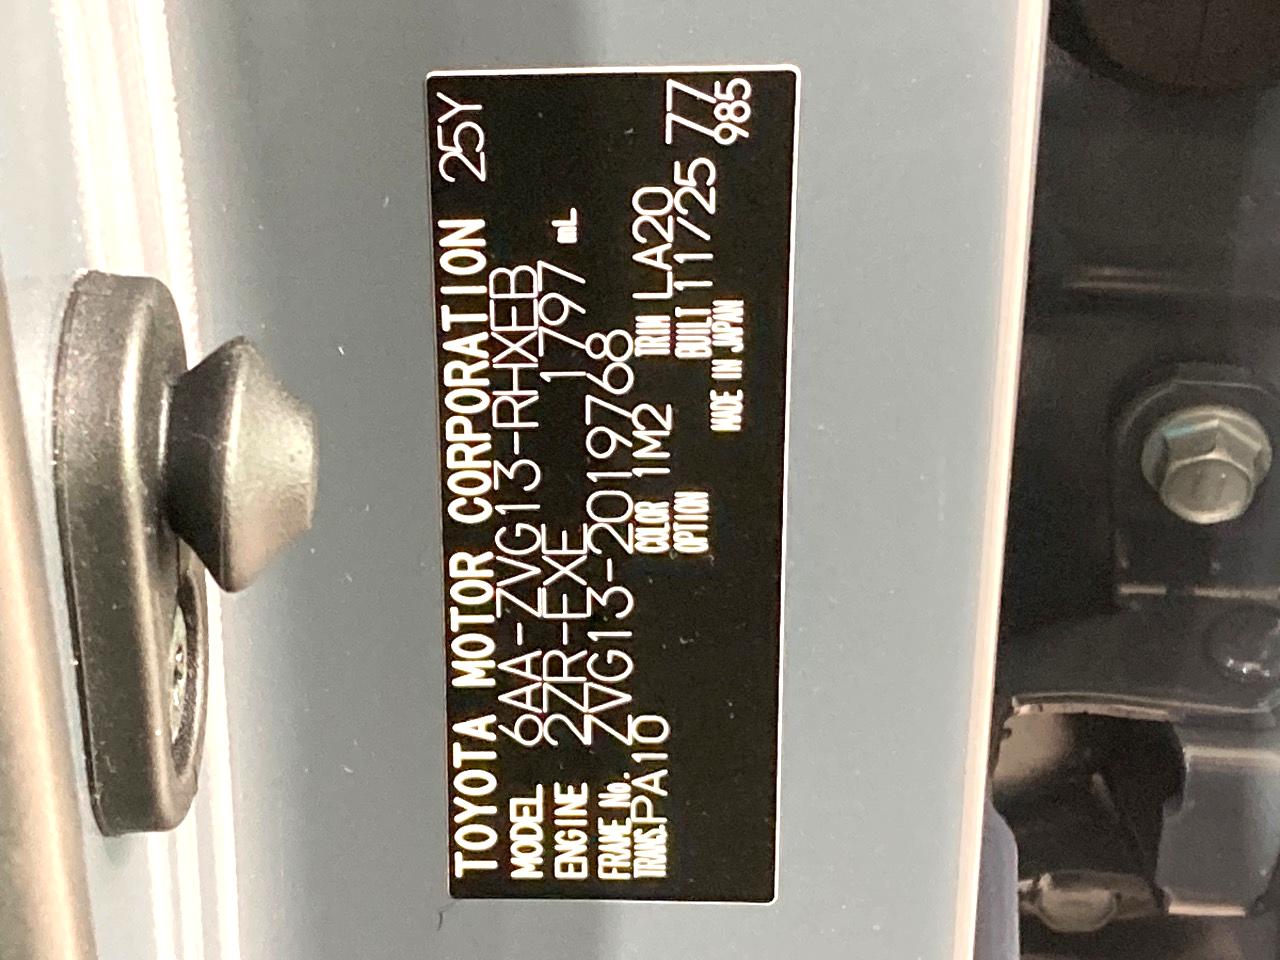 TOYOTA MOTOR CORPORATION 25Y
MODEL 6AA-ZVG13-RHXEB
ENGINE 2ZR-EXE 1797 mL
FRAME No. ZVG13-2019768
TRANS. PA10 COLOR 1M2 TRIM LA20
OPTION BUILT 11/25 77
MADE IN JAPAN 985